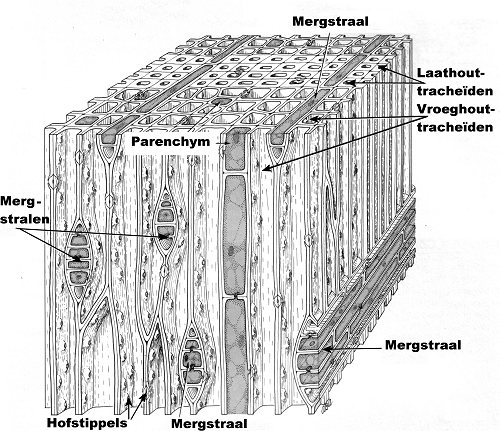 Mergstraal
Laathout-
tracheïden
Vroeghout-
tracheïden
Parenchym
Merg-
stralen
Mergstraal
Hofstippels
Mergstraal